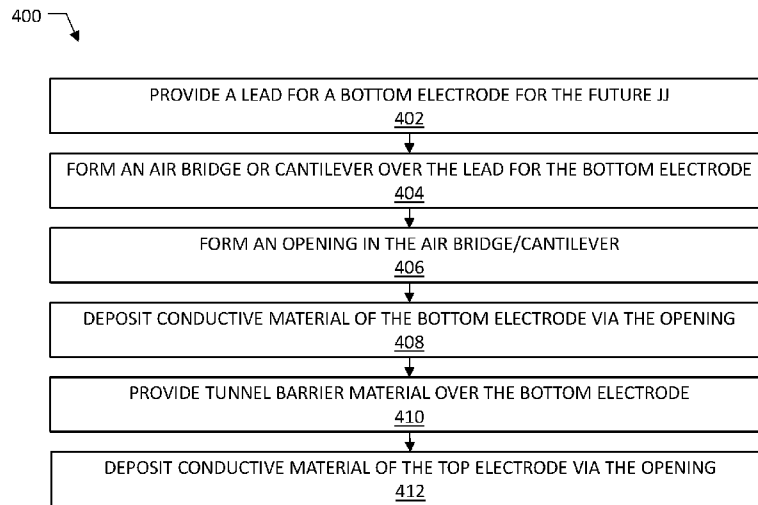 400
PROVIDE A LEAD FOR A BOTTOM ELECTRODE FOR THE FUTURE JJ
402
FORM AN AIR BRIDGE OR CANTILEVER OVER THE LEAD FOR THE BOTTOM ELECTRODE
404
FORM AN OPENING IN THE AIR BRIDGE/CANTILEVER
406
DEPOSIT CONDUCTIVE MATERIAL OF THE BOTTOM ELECTRODE VIA THE OPENING
408
PROVIDE TUNNEL BARRIER MATERIAL OVER THE BOTTOM ELECTRODE
410
DEPOSIT CONDUCTIVE MATERIAL OF THE TOP ELECTRODE VIA THE OPENING
412